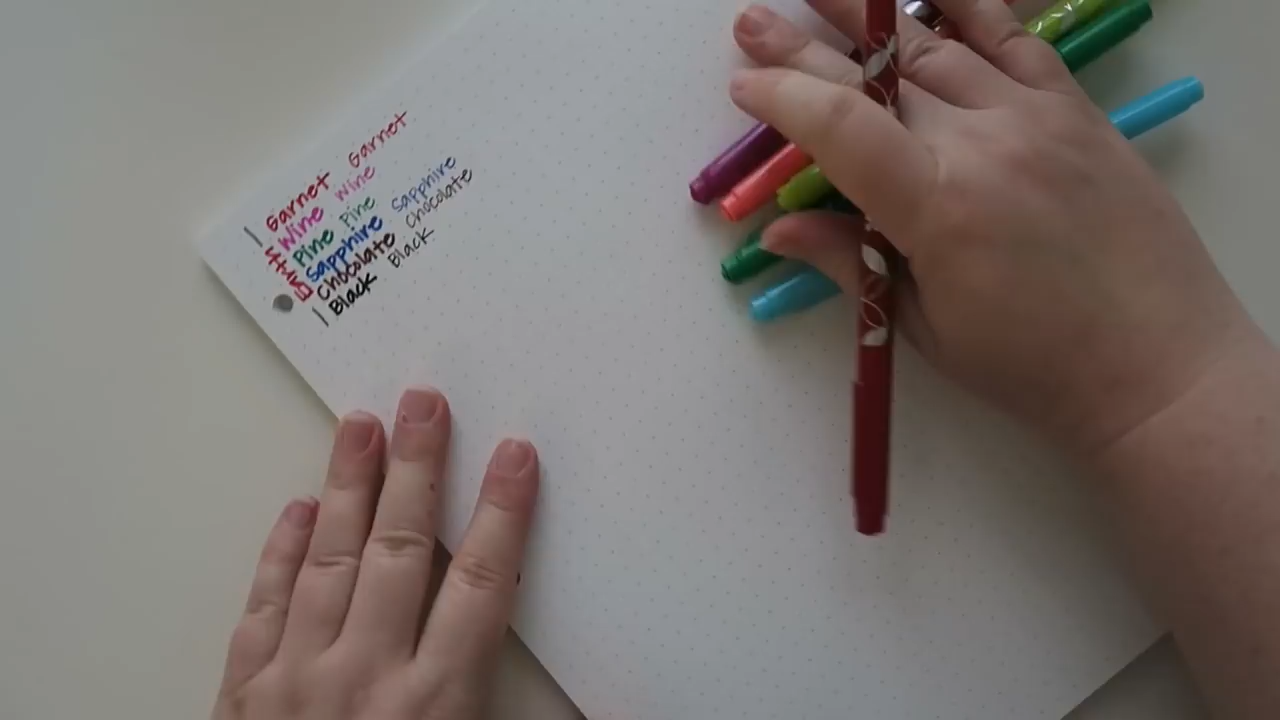 Garnet Garnet
Wine Wine
Pine Pine
Sapphire Sapphire
Chocolate Chocolate
Black Black